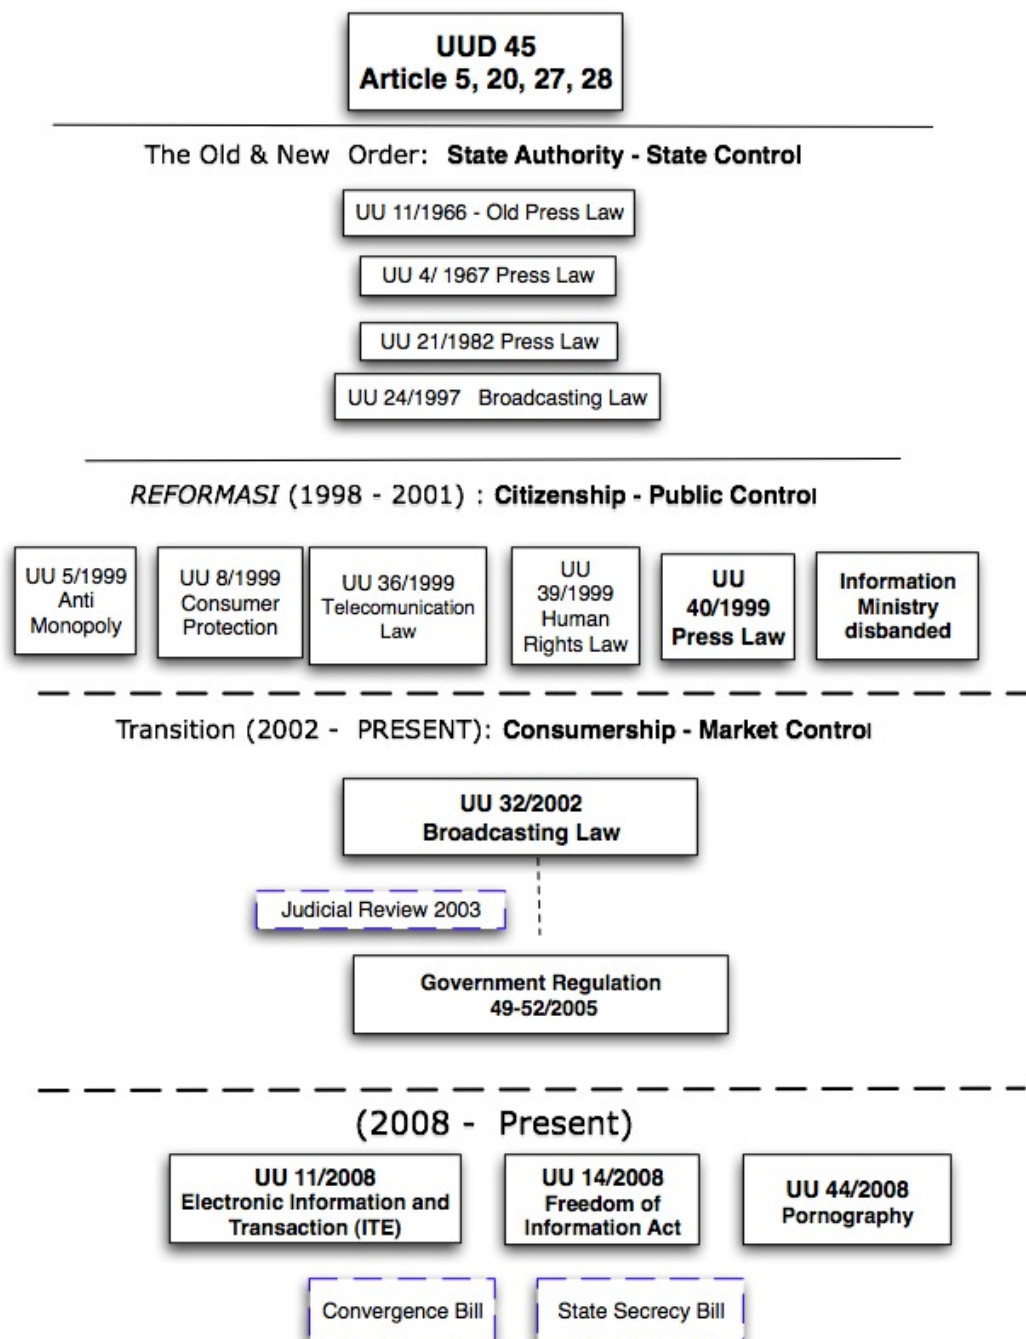 UUD 45
Article 5, 20, 27, 28
The Old & New Order: State Authority - State Control
UU 11/1966 - Old Press Law
UU 4/ 1967 Press Law
UU 21/1982 Press Law
UU 24/1997 Broadcasting Law
REFORMASI (1998 - 2001) : Citizenship - Public Control
UU 5/1999
Anti
Monopoly
UU 8/1999
Consumer
Protection
UU 36/1999
Telecomunication
Law
UU
39/1999
Human
Rights Law
UU
40/1999
Press Law
Information
Ministry
disbanded
Transition (2002 - PRESENT): Consumership - Market Control
UU 32/2002
Broadcasting Law
Judicial Review 2003
Government Regulation
49-52/2005
(2008 - Present)
UU 11/2008
Electronic Information and
Transaction (ITE)
UU 14/2008
Freedom of
Information Act
UU 44/2008
Pornography
Convergence Bill
State Secrecy Bill